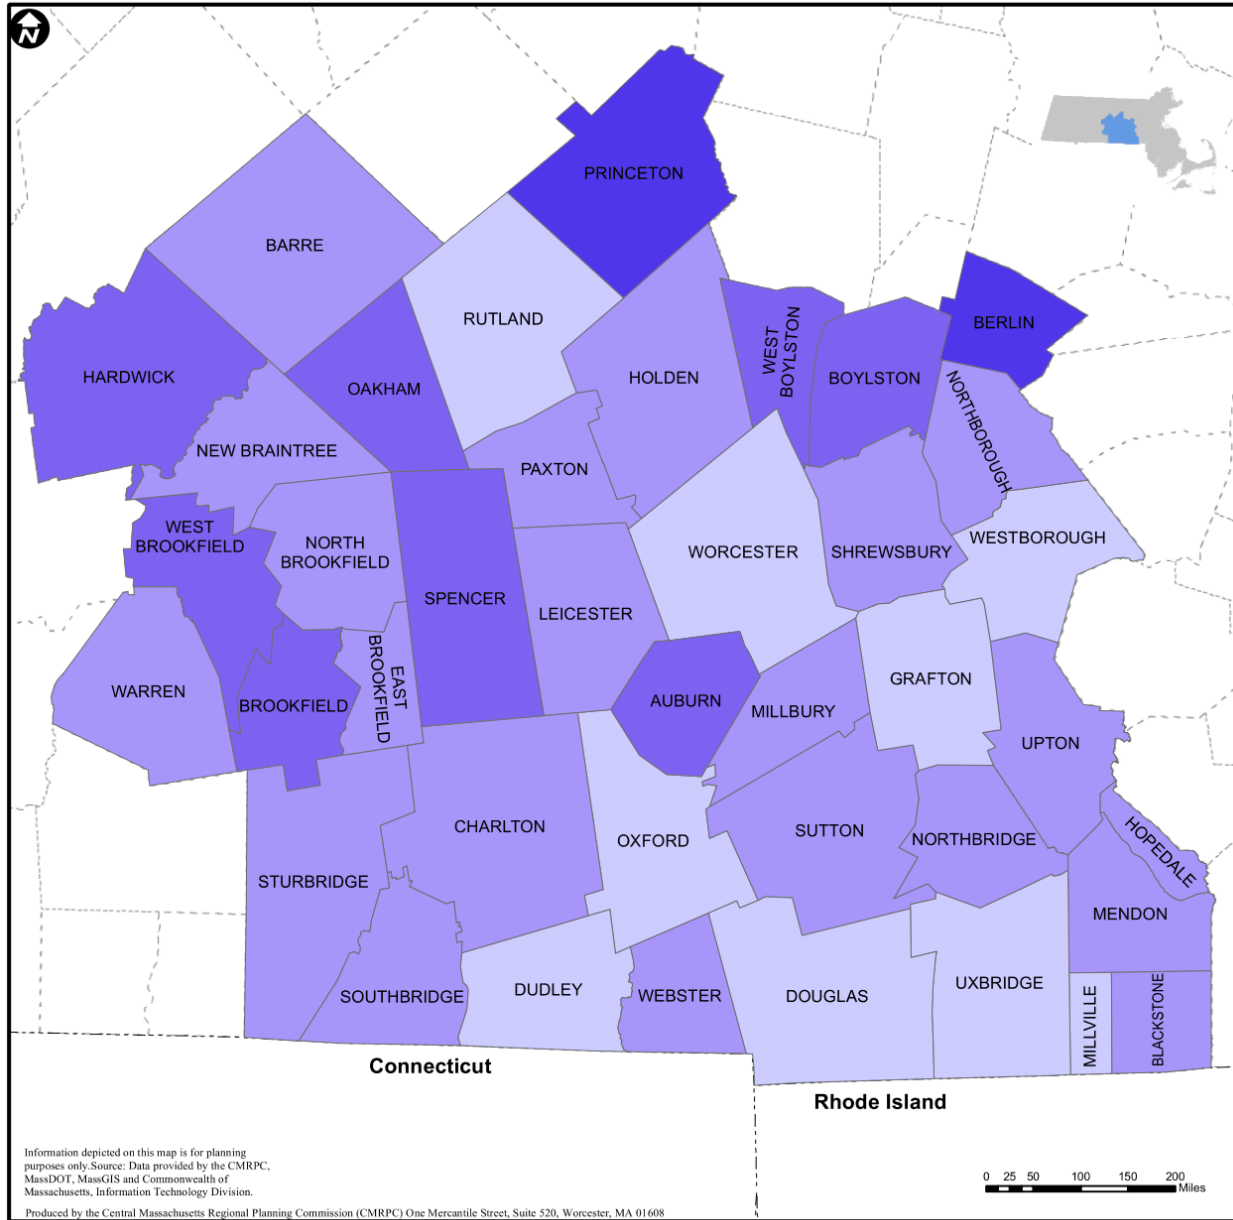 N
PRINCETON
BARRE
RUTLAND
BERLIN
WEST
BOYLSTON
HARDWICK
OAKHAM
HOLDEN
BOYLSTON
NORTHBOROUGH
NEW BRAINTREE
PAXTON
WEST
BROOKFIELD
NORTH
BROOKFIELD
WORCESTER
SHREWSBURY
WESTBOROUGH
SPENCER
LEICESTER
EAST
BROOKFIELD
WARREN
BROOKFIELD
AUBURN
MILLBURY
GRAFTON
UPTON
CHARLTON
OXFORD
SUTTON
NORTHBRIDGE
HOPEDALE
STURBRIDGE
MENDON
SOUTHBRIDGE
DUDLEY
WEBSTER
DOUGLAS
UXBRIDGE
MILLVILLE
BLACKSTONE
Connecticut
Rhode Island
Information depicted on this map is for planning
purposes only.Source: Data provided by the CMRPC,
MassDOT, MassGIS and Commonwealth of
Massachusetts, Information Technology Division.
0 25 50 100 150 200
Miles
Produced by the Central Massachusetts Regional Planning Commission (CMRPC) One Mercantile Street, Suite 520, Worcester, MA 01608